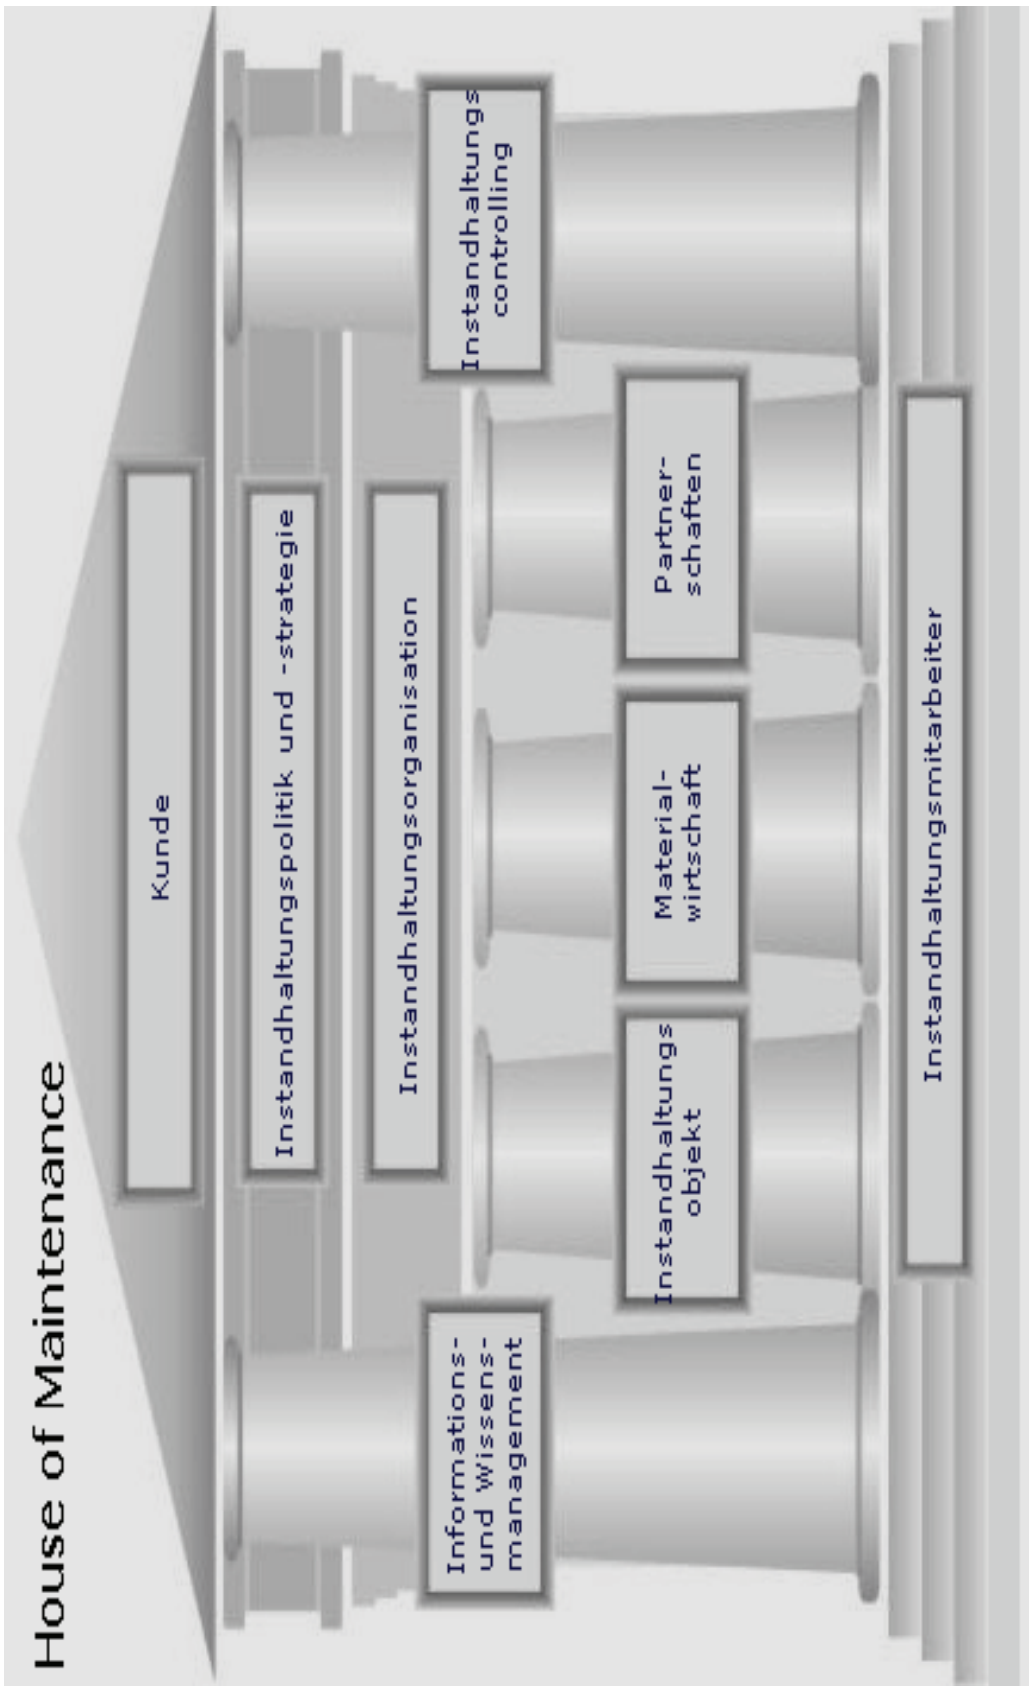 House of Maintenance
Kunde
Instandhaltungspolitik und -strategie
Instandhaltungsorganisation
Informations-
und Wissens-
management
Instandhaltungs
controlling
Instandhaltungs
objekt
Material-
wirtschaft
Partner-
schaften
Instandhaltungsmitarbeiter